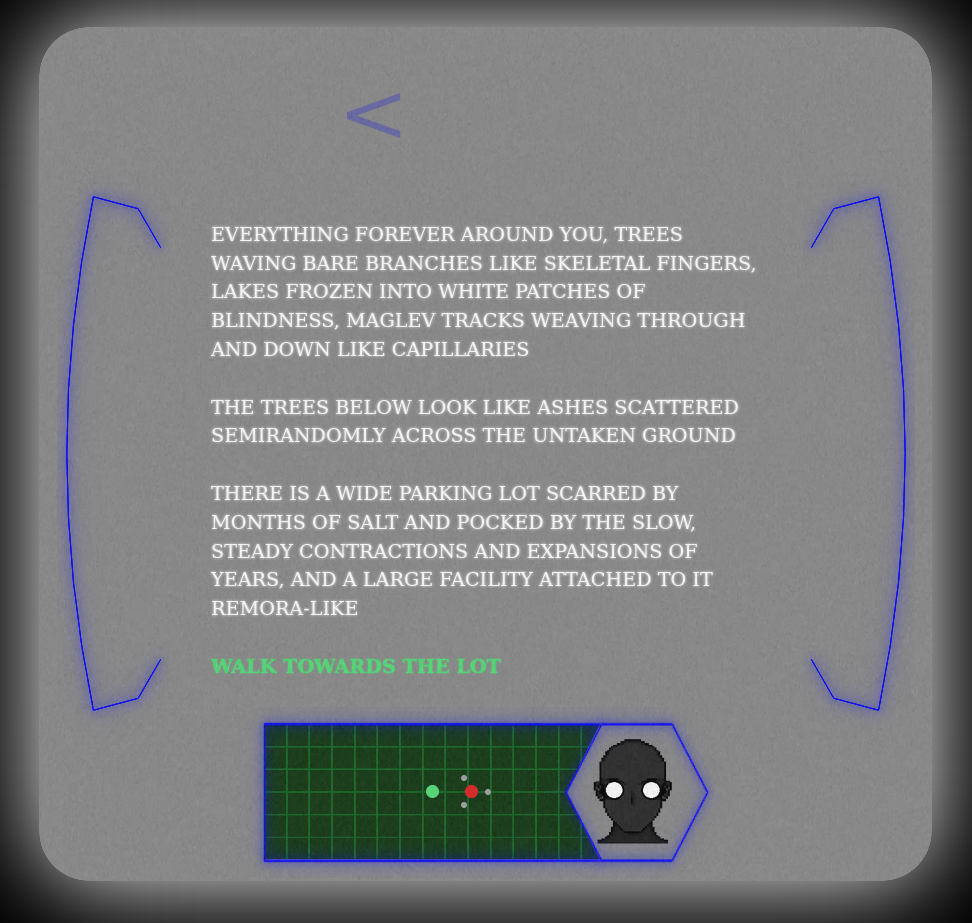 <
EVERYTHING FOREVER AROUND YOU, TREES
WAVING BARE BRANCHES LIKE SKELETAL FINGERS,
LAKES FROZEN INTO WHITE PATCHES OF
BLINDNESS, MAGLEV TRACKS WEAVING THROUGH
AND DOWN LIKE CAPILLARIES
THE TREES BELOW LOOK LIKE ASHES SCATTERED
SEMIRANDOMLY ACROSS THE UNTAKEN GROUND
THERE IS A WIDE PARKING LOT SCARRED BY
MONTHS OF SALT AND POCKED BY THE SLOW,
STEADY CONTRACTIONS AND EXPANSIONS OF
YEARS, AND A LARGE FACILITY ATTACHED TO IT
REMORA-LIKE
WALK TOWARDS THE LOT